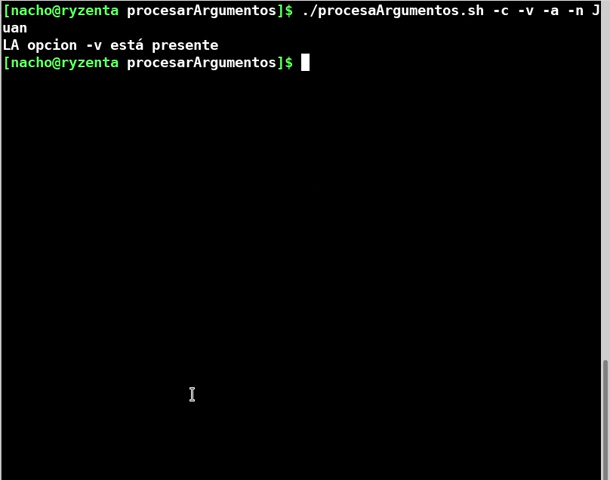 [nacho@ryzenta procesarArgumentos]$ ./procesaArgumentos.sh -c -v -a -n J
uan
LA opcion -v está presente
[nacho@ryzenta procesarArgumentos]$